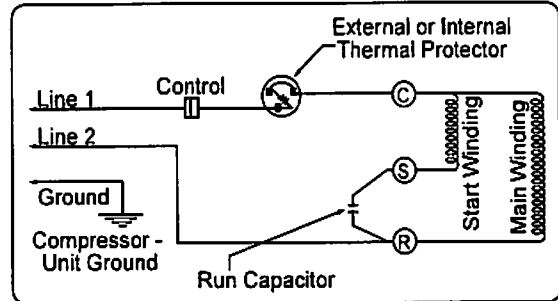 External or Internal
Thermal Protector
Control
Line 1
C
Line 2
Start Winding
Main Winding
S
Ground
R
Compressor -
Unit Ground
Run Capacitor